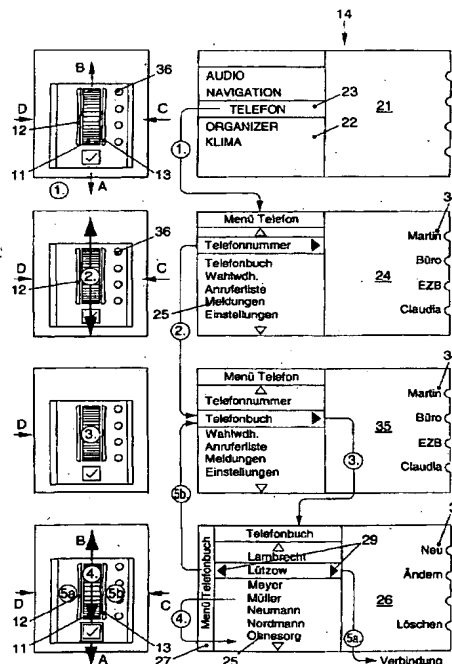 14
B
36
AUDIO
NAVIGATION
TELEFON
23
21
D
C
12
ORGANIZER
KLIMA
22
11
13
1.
A
1.
Menü Telefon
36
Telefonnummer
Martin
Telefonbuch
Büro
D
2.
C
Wahlwdh.
24
12
Anruferliste
EZB
25
Meldungen
Einstellungen
Claudia
2.
Menü Telefon
Telefonnummer
Martin
Telefonbuch
Büro
D
3.
Wahlwdh.
35
Anruferliste
EZB
Meldungen
3.
Einstellungen
Claudia
5b.
B
Telefonbuch
29
Lambrecht
Neu
4.
Lützow
Ändern
D
5a
5b
C
Menü Telefonbuch
Meyer
12
Müller
26
11
13
4.
Neumann
Nordmann
Löschen
Ohnesorg
5a.
A
27
25
Verbindung